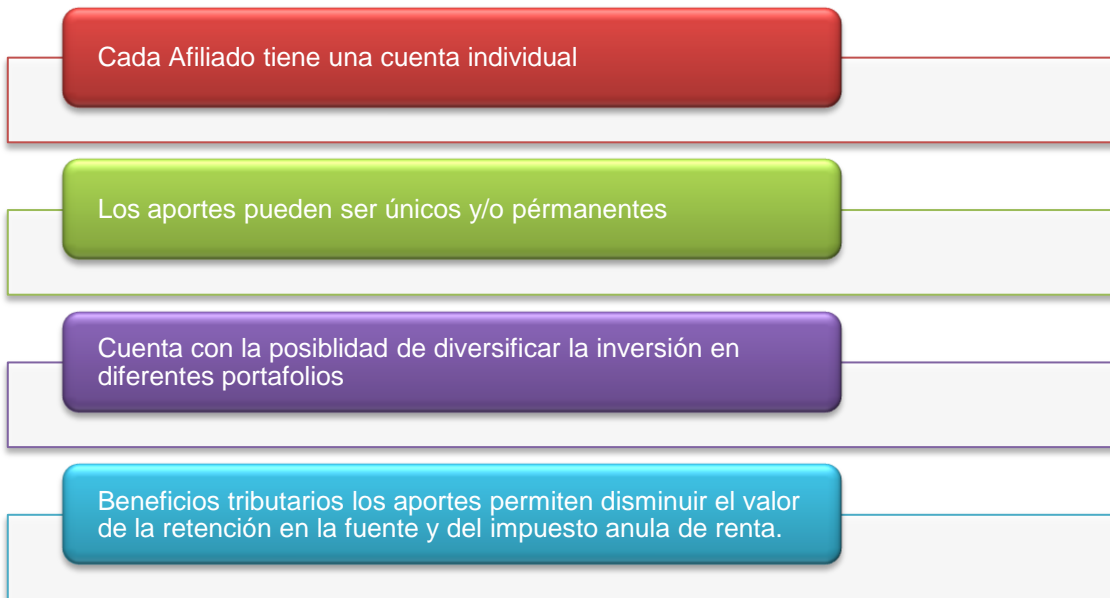 Cada Afiliado tiene una cuenta individual
Los aportes pueden ser únicos y/o pérmanentes
Cuenta con la posiblidad de diversificar la inversión en
diferentes portafolios
Beneficios tributarios los aportes permiten disminuir el valor
de la retención en la fuente y del impuesto anula de renta.